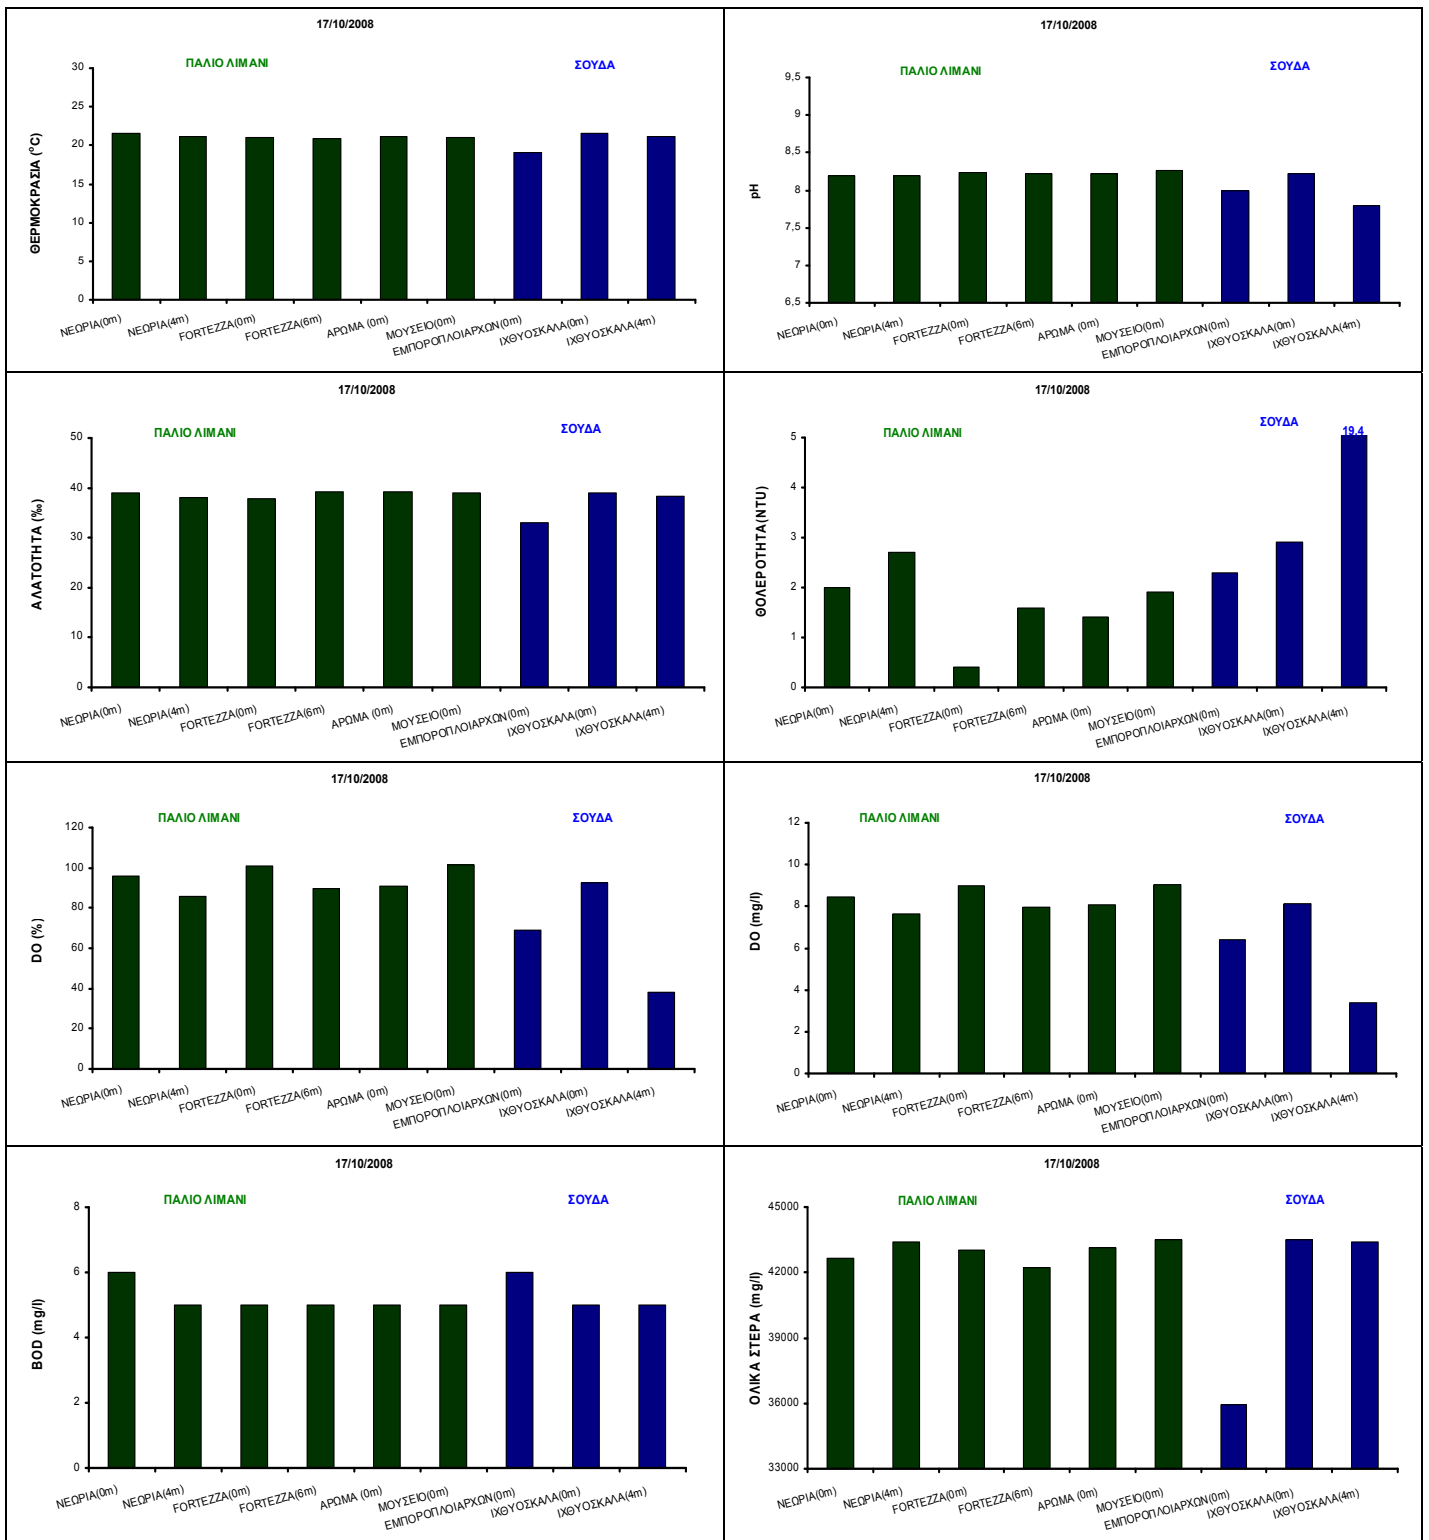 17/10/2008
ΠΑΛΙΟ ΛΙΜΑΝΙ
ΣΟΥΔΑ
ΘΕΡΜΟΚΡΑΣΙΑ (°C)
30
25
20
15
10
5
0
ΝΕΩΡΙΑ(0m)
ΝΕΩΡΙΑ(4m)
FORTEZZA(0m)
FORTEZZA(6m)
ΑΡΩΜΑ (0m)
ΜΟΥΣΕΙΟ(0m)
ΕΜΠΟΡΟΠΛΟΙΑΡΧΩΝ(0m)
ΙΧΘΥΟΣΚΑΛΑ(0m)
ΙΧΘΥΟΣΚΑΛΑ(4m)
17/10/2008
ΠΑΛΙΟ ΛΙΜΑΝΙ
ΣΟΥΔΑ
pH
9,5
9
8,5
8
7,5
7
6,5
ΝΕΩΡΙΑ(0m)
ΝΕΩΡΙΑ(4m)
FORTEZZA(0m)
FORTEZZA(6m)
ΑΡΩΜΑ (0m)
ΜΟΥΣΕΙΟ(0m)
ΕΜΠΟΡΟΠΛΟΙΑΡΧΩΝ(0m)
ΙΧΘΥΟΣΚΑΛΑ(0m)
ΙΧΘΥΟΣΚΑΛΑ(4m)
17/10/2008
ΠΑΛΙΟ ΛΙΜΑΝΙ
ΣΟΥΔΑ
ΑΛΑΤΟΤΗΤΑ (‰)
50
40
30
20
10
0
ΝΕΩΡΙΑ(0m)
ΝΕΩΡΙΑ(4m)
FORTEZZA(0m)
FORTEZZA(6m)
ΑΡΩΜΑ (0m)
ΜΟΥΣΕΙΟ(0m)
ΕΜΠΟΡΟΠΛΟΙΑΡΧΩΝ(0m)
ΙΧΘΥΟΣΚΑΛΑ(0m)
ΙΧΘΥΟΣΚΑΛΑ(4m)
17/10/2008
ΠΑΛΙΟ ΛΙΜΑΝΙ
ΣΟΥΔΑ
19,4
ΘΟΛΕΡΟΤΗΤΑ(NTU)
5
4
3
2
1
0
ΝΕΩΡΙΑ(0m)
ΝΕΩΡΙΑ(4m)
FORTEZZA(0m)
FORTEZZA(6m)
ΑΡΩΜΑ (0m)
ΜΟΥΣΕΙΟ(0m)
ΕΜΠΟΡΟΠΛΟΙΑΡΧΩΝ(0m)
ΙΧΘΥΟΣΚΑΛΑ(0m)
ΙΧΘΥΟΣΚΑΛΑ(4m)
17/10/2008
ΠΑΛΙΟ ΛΙΜΑΝΙ
ΣΟΥΔΑ
DO (%)
120
100
80
60
40
20
0
ΝΕΩΡΙΑ(0m)
ΝΕΩΡΙΑ(4m)
FORTEZZA(0m)
FORTEZZA(6m)
ΑΡΩΜΑ (0m)
ΜΟΥΣΕΙΟ(0m)
ΕΜΠΟΡΟΠΛΟΙΑΡΧΩΝ(0m)
ΙΧΘΥΟΣΚΑΛΑ(0m)
ΙΧΘΥΟΣΚΑΛΑ(4m)
17/10/2008
ΠΑΛΙΟ ΛΙΜΑΝΙ
ΣΟΥΔΑ
DO (mg/l)
12
10
8
6
4
2
0
ΝΕΩΡΙΑ(0m)
ΝΕΩΡΙΑ(4m)
FORTEZZA(0m)
FORTEZZA(6m)
ΑΡΩΜΑ (0m)
ΜΟΥΣΕΙΟ(0m)
ΕΜΠΟΡΟΠΛΟΙΑΡΧΩΝ(0m)
ΙΧΘΥΟΣΚΑΛΑ(0m)
ΙΧΘΥΟΣΚΑΛΑ(4m)
17/10/2008
ΠΑΛΙΟ ΛΙΜΑΝΙ
ΣΟΥΔΑ
BOD (mg/l)
8
6
4
2
0
ΝΕΩΡΙΑ(0m)
ΝΕΩΡΙΑ(4m)
FORTEZZA(0m)
FORTEZZA(6m)
ΑΡΩΜΑ (0m)
ΜΟΥΣΕΙΟ(0m)
ΕΜΠΟΡΟΠΛΟΙΑΡΧΩΝ(0m)
ΙΧΘΥΟΣΚΑΛΑ(0m)
ΙΧΘΥΟΣΚΑΛΑ(4m)
17/10/2008
ΠΑΛΙΟ ΛΙΜΑΝΙ
ΣΟΥΔΑ
ΟΛΙΚΑ ΣΤΕΡΑ (mg/l)
45000
42000
39000
36000
33000
ΝΕΩΡΙΑ(0m)
ΝΕΩΡΙΑ(4m)
FORTEZZA(0m)
FORTEZZA(6m)
ΑΡΩΜΑ (0m)
ΜΟΥΣΕΙΟ(0m)
ΕΜΠΟΡΟΠΛΟΙΑΡΧΩΝ(0m)
ΙΧΘΥΟΣΚΑΛΑ(0m)
ΙΧΘΥΟΣΚΑΛΑ(4m)